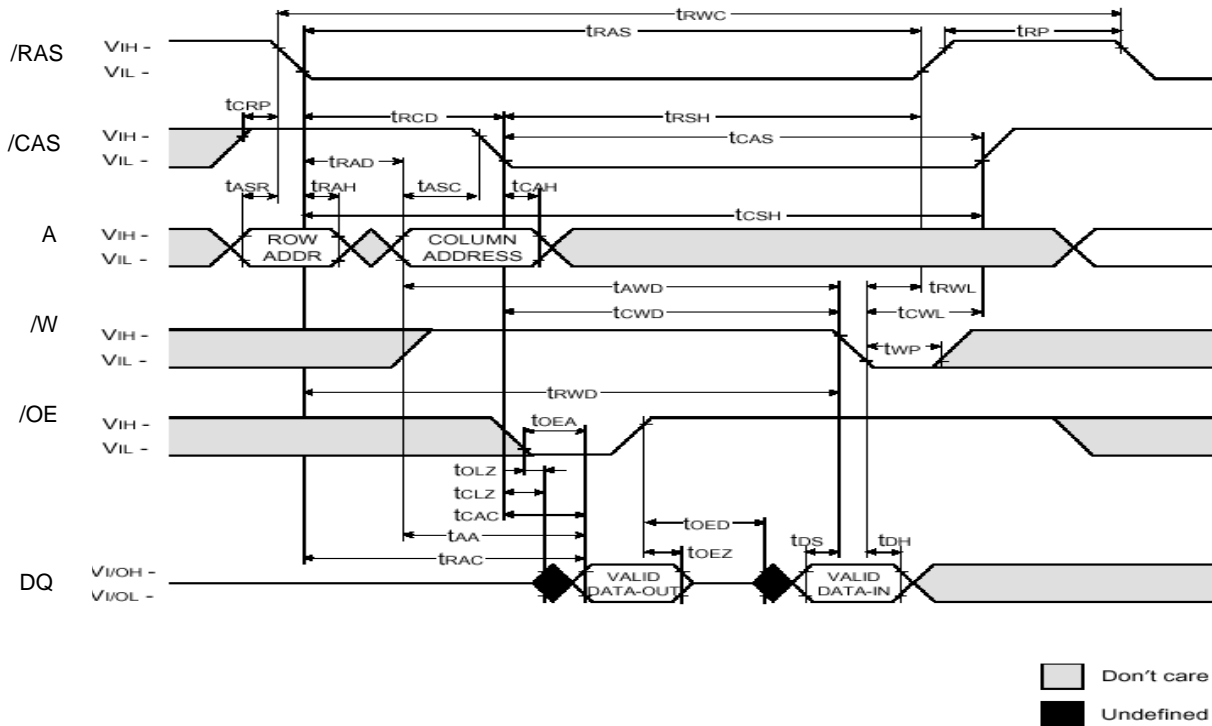 tRWC
tRAS
tRP
/RAS
VIH -
VIL -
tCRP
tRCD
tRSH
/CAS
VIH -
VIL -
tCAS
tRAD
tASR
tRAH
tASC
tCAH
tCSH
A
VIH -
VIL -
ROW
ADDR
COLUMN
ADDRESS
tAWD
tRWL
/W
tCWD
tCWL
VIH -
VIL -
tWP
tRWD
/OE
VIH -
VIL -
tOEA
tOLZ
tCLZ
tCAC
tOED
tAA
tDS
tDH
tRAC
tOEZ
DQ
VI/OH -
VI/OL -
VALID
DATA-OUT
VALID
DATA-IN
Don't care
Undefined